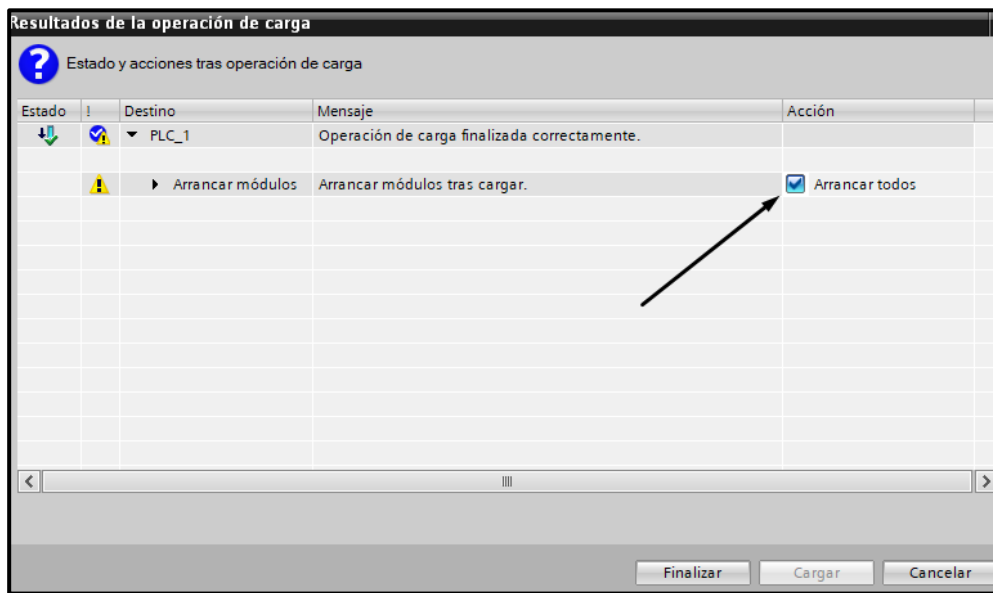 Resultados de la operación de carga
Estado y acciones tras operación de carga
Estado ! Destino Mensaje Acción
PLC_1 Operación de carga finalizada correctamente.
Arrancar módulos Arrancar módulos tras cargar. Arrancar todos
Finalizar Cargar Cancelar